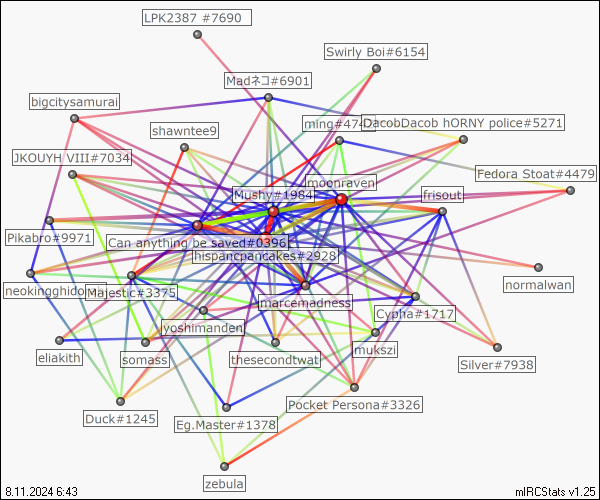 LPK2387 #7690
Swirly Boi#6154
Madネコ#6901
bigcitysamurai
ming#474
DacobDacob hORNY police#5271
shawntee9
JKOUYH VIII#7034
Fedora Stoat#4479
moonraven
Mushy#1984
frisout
Pikabro#9971
Can anything be saved#0396
hispancpancakes#2928
normalwan
Majestic#3375
marcemadness
Cypha#1717
yoshimanden
mukszi
eliakith
somass
thesecondtwat
Silver#7938
Pocket Persona#3326
Duck#1245
Eg.Master#1378
zebula
8.11.2024 6:43
mIRCStats v1.25